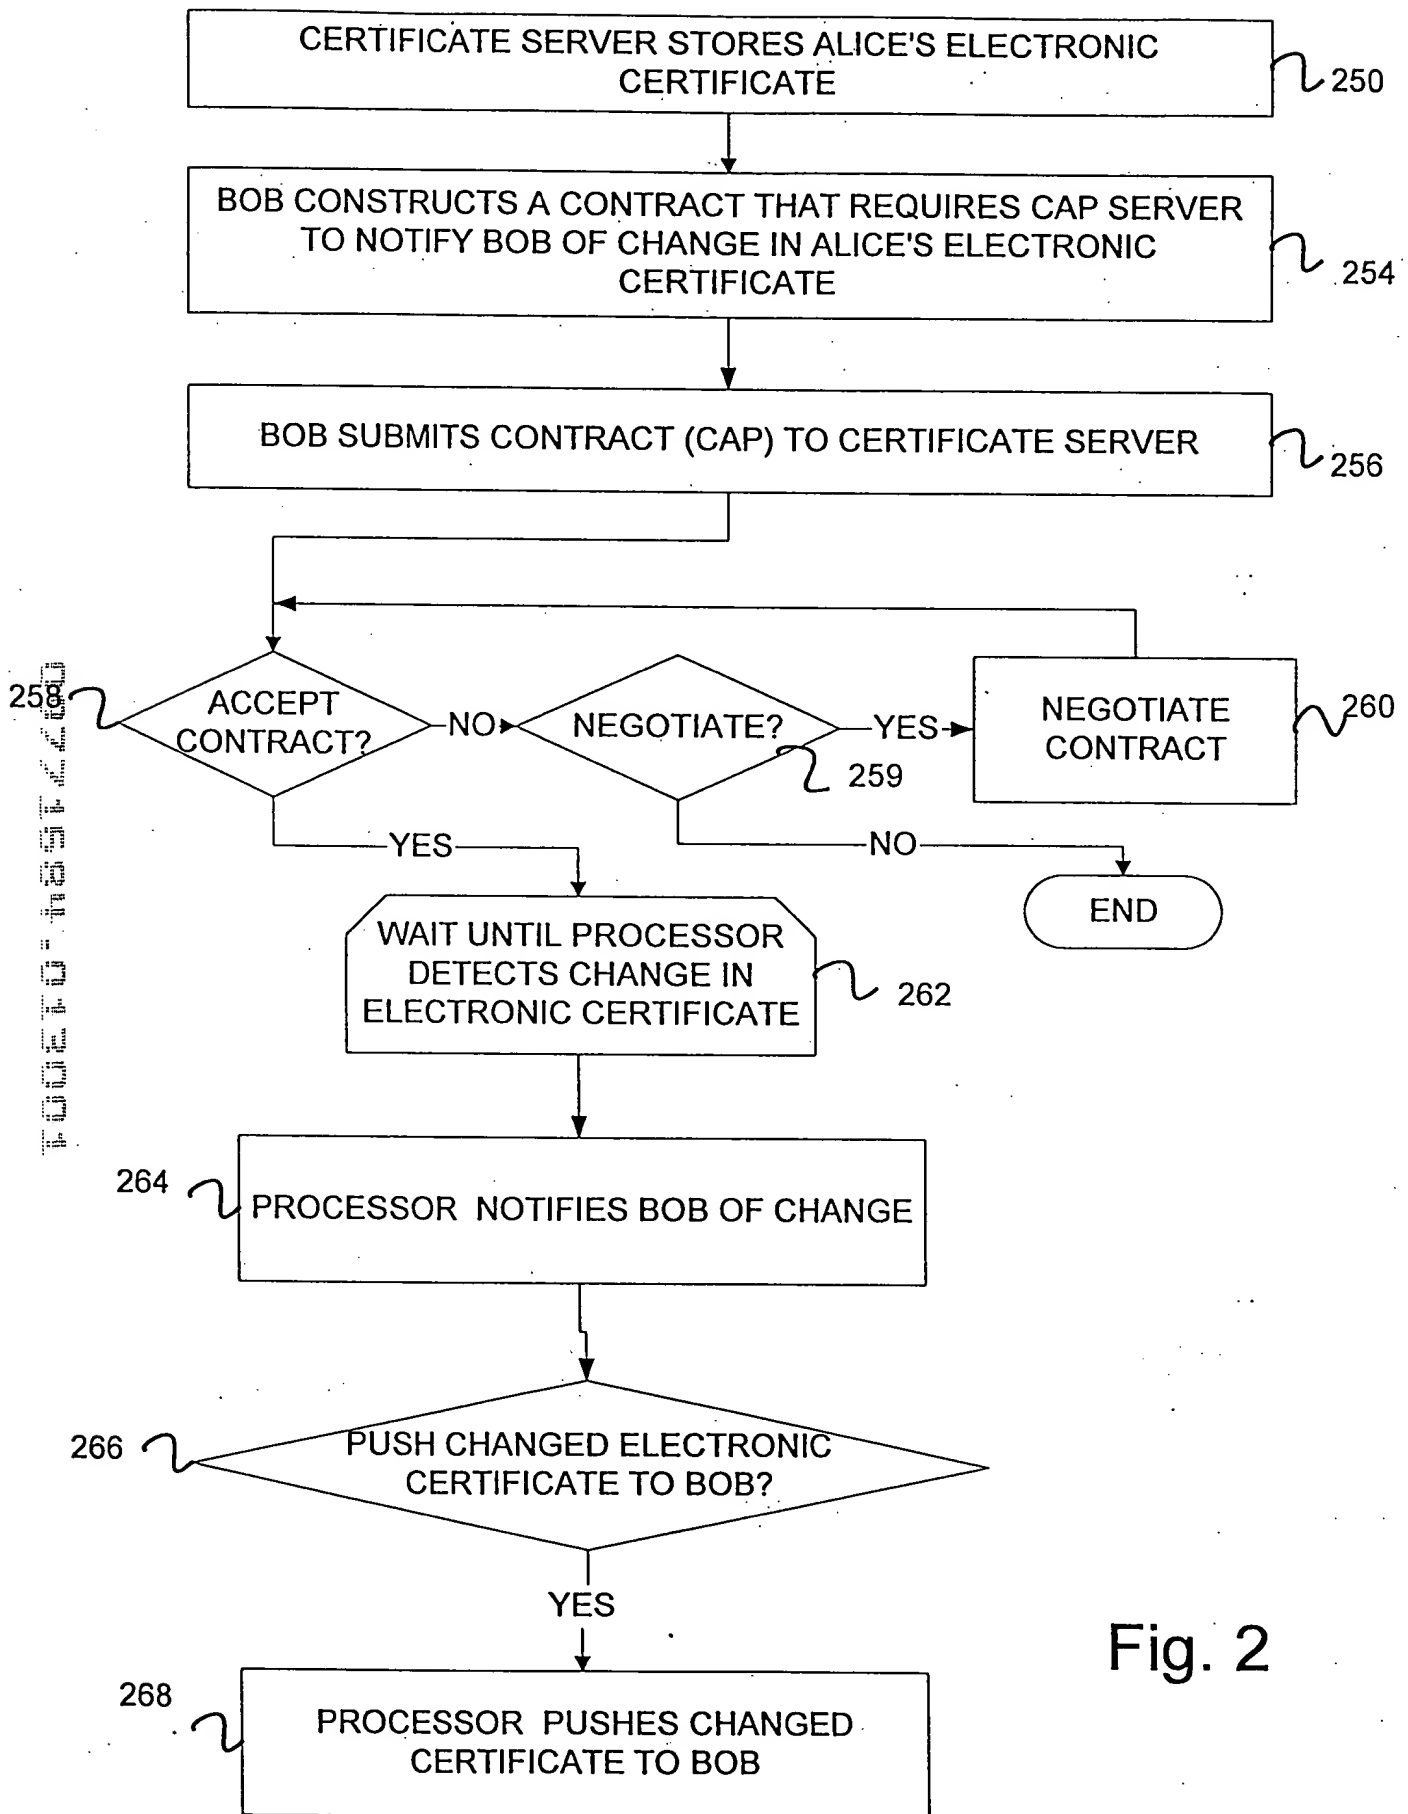 CERTIFICATE SERVER STORES ALICE'S ELECTRONIC
CERTIFICATE
250
BOB CONSTRUCTS A CONTRACT THAT REQUIRES CAP SERVER
TO NOTIFY BOB OF CHANGE IN ALICE'S ELECTRONIC
CERTIFICATE
254
BOB SUBMITS CONTRACT (CAP) TO CERTIFICATE SERVER
256
258
ACCEPT
CONTRACT?
NO
NEGOTIATE?
259
YES
NEGOTIATE
CONTRACT
260
YES
NO
END
WAIT UNTIL PROCESSOR
DETECTS CHANGE IN
ELECTRONIC CERTIFICATE
262
264
PROCESSOR NOTIFIES BOB OF CHANGE
266
PUSH CHANGED ELECTRONIC
CERTIFICATE TO BOB?
YES
Fig. 2
268
PROCESSOR PUSHES CHANGED
CERTIFICATE TO BOB